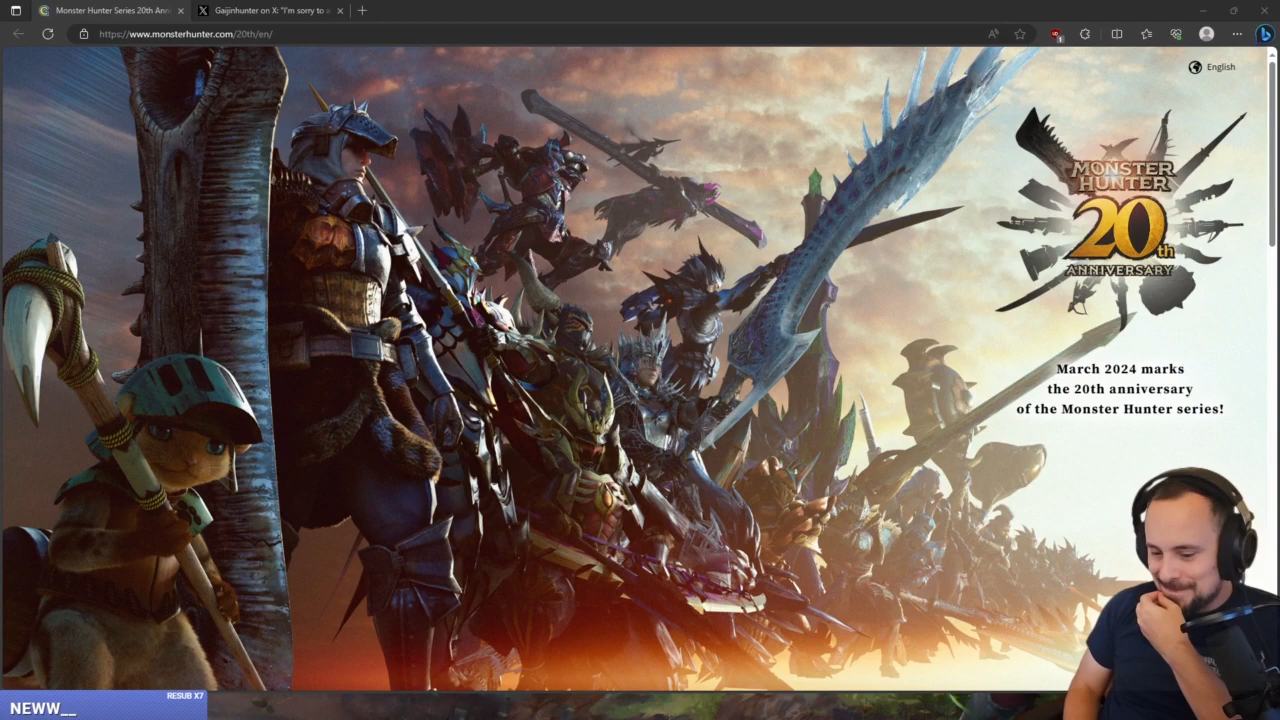 Monster Hunter Series 20th Ann
Gaijinhunter on X: "I'm sorry to a
https://www.monsterhunter.com/20th/en/
English
MONSTER
HUNTER
20th
ANNIVERSARY
March 2024 marks
the 20th anniversary
of the Monster Hunter series!
RESUB X7
NEWW__